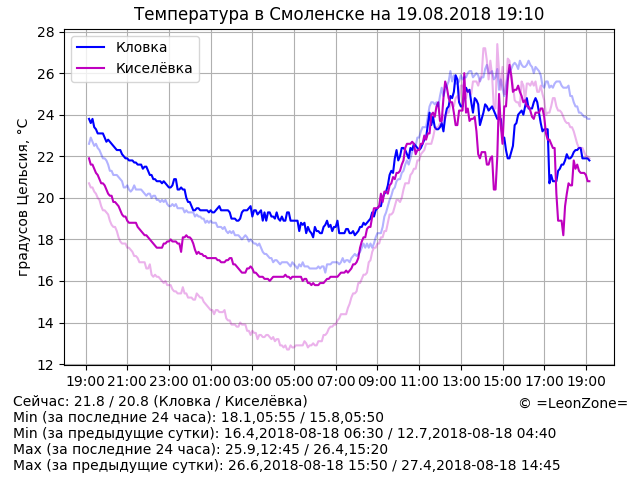 Температура в Смоленске на 19.08.2018 19:10
градусов Цельсия, °C
28
26
24
22
20
18
16
14
12
Кловка
Киселёвка
19:00 21:00 23:00 01:00 03:00 05:00 07:00 09:00 11:00 13:00 15:00 17:00 19:00
Сейчас: 21.8 / 20.8 (Кловка / Киселёвка)
© =LeonZone=
Min (за последние 24 часа): 18.1,05:55 / 15.8,05:50
Min (за предыдущие сутки): 16.4,2018-08-18 06:30 / 12.7,2018-08-18 04:40
Max (за последние 24 часа): 25.9,12:45 / 26.4,15:20
Max (за предыдущие сутки): 26.6,2018-08-18 15:50 / 27.4,2018-08-18 14:45